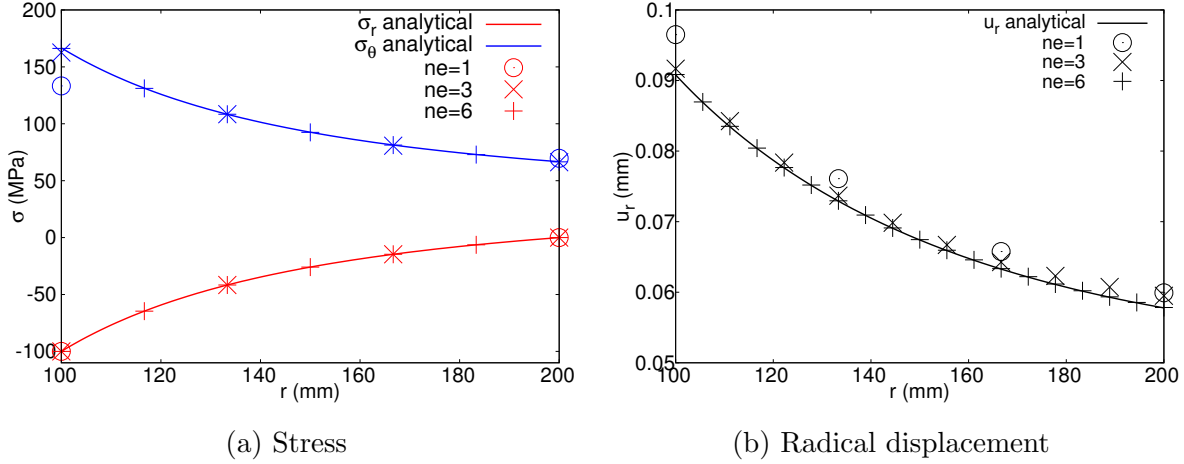 200
150
100
50
0
-50
-100
σ (MPa)
100
120
140
160
180
200
r (mm)
σr analytical
σθ analytical
ne=1
ne=3
ne=6
(a) Stress
0.1
0.09
0.08
0.07
0.06
0.05
ur (mm)
100
120
140
160
180
200
r (mm)
ur analytical
ne=1
ne=3
ne=6
(b) Radical displacement